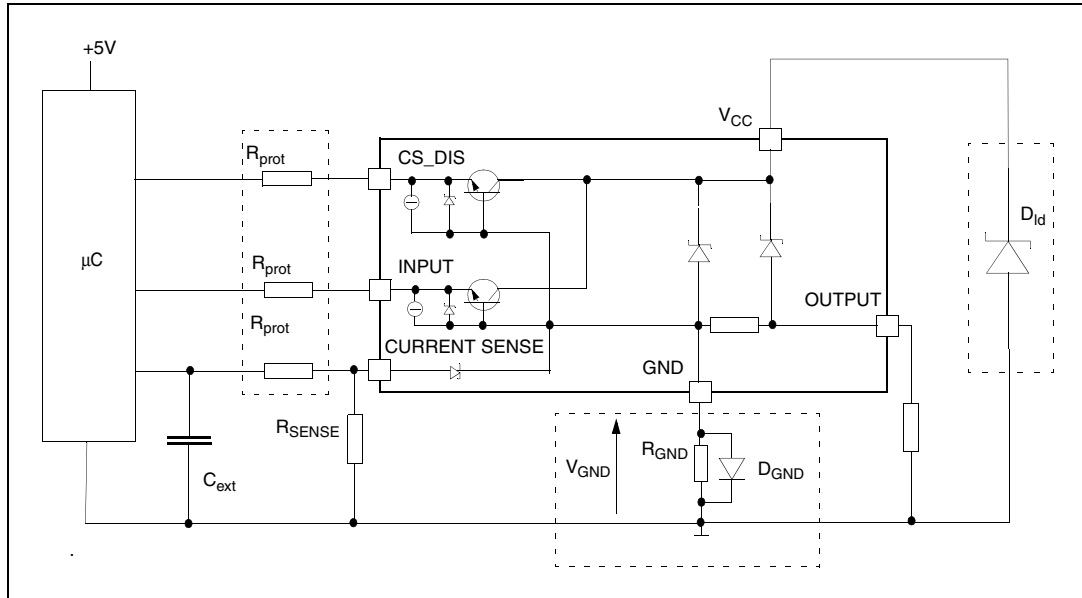 +5V
V_CC
R_prot
CS_DIS
D_ld
µC
R_prot
INPUT
OUTPUT
R_prot
CURRENT SENSE
GND
R_SENSE
R_GND
V_GND
D_GND
C_ext
.